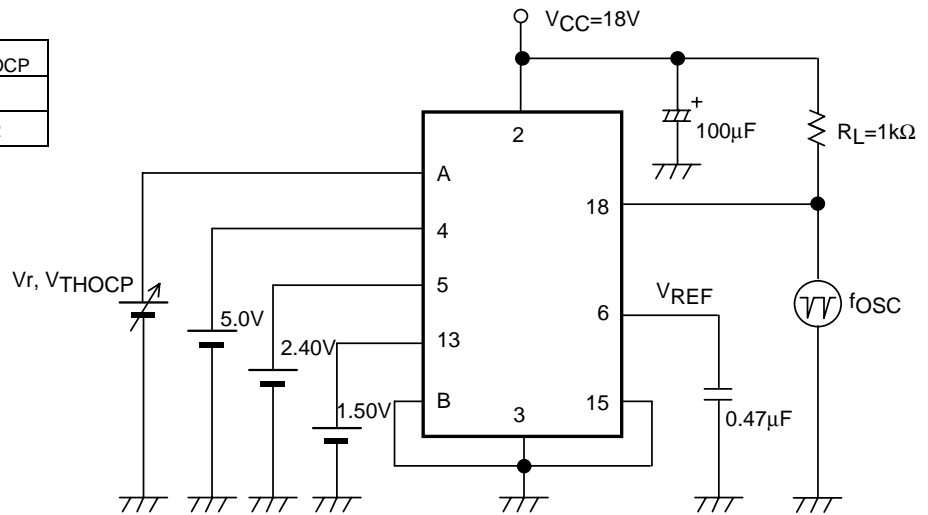 VCC=18V
+
100μF
RL=1kΩ
2
A
18
4
Vr, VTHOCP
5
VREF
fOSC
6
5.0V
13
2.40V
1.50V
B
15
3
0.47μF